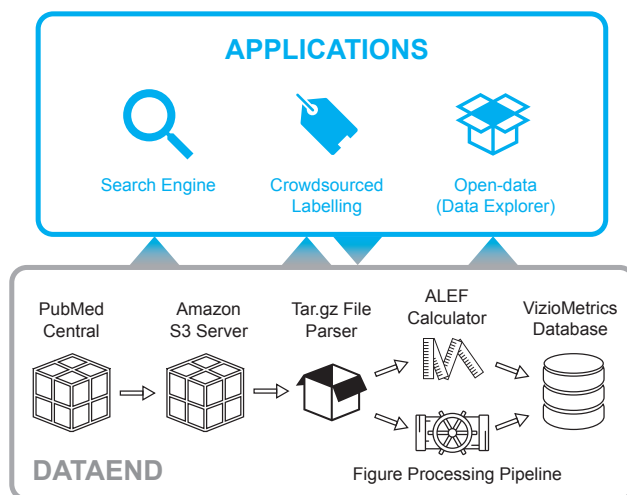 APPLICATIONS
Search Engine
Crowdsourced
Labelling
Open-data
(Data Explorer)
PubMed
Central
Amazon
S3 Server
Tar.gz File
Parser
ALEF
Calculator
VizioMetrics
Database
DATAEND
Figure Processing Pipeline